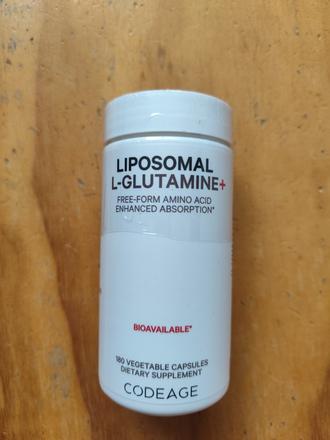 LIPOSOMAL
L-GLUTAMINE+
FREE-FORM AMINO ACID
ENHANCED ABSORPTION*
BIOAVAILABLE*
180 VEGETABLE CAPSULES
DIETARY SUPPLEMENT
CODEAGE